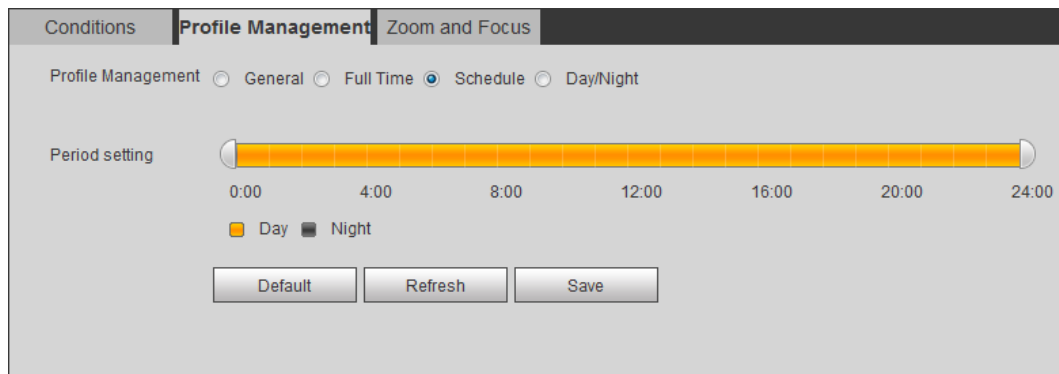 Conditions Profile Management Zoom and Focus
Profile Management General Full Time Schedule Day/Night
Period setting
0:00 4:00 8:00 12:00 16:00 20:00 24:00
Day Night
Default Refresh Save